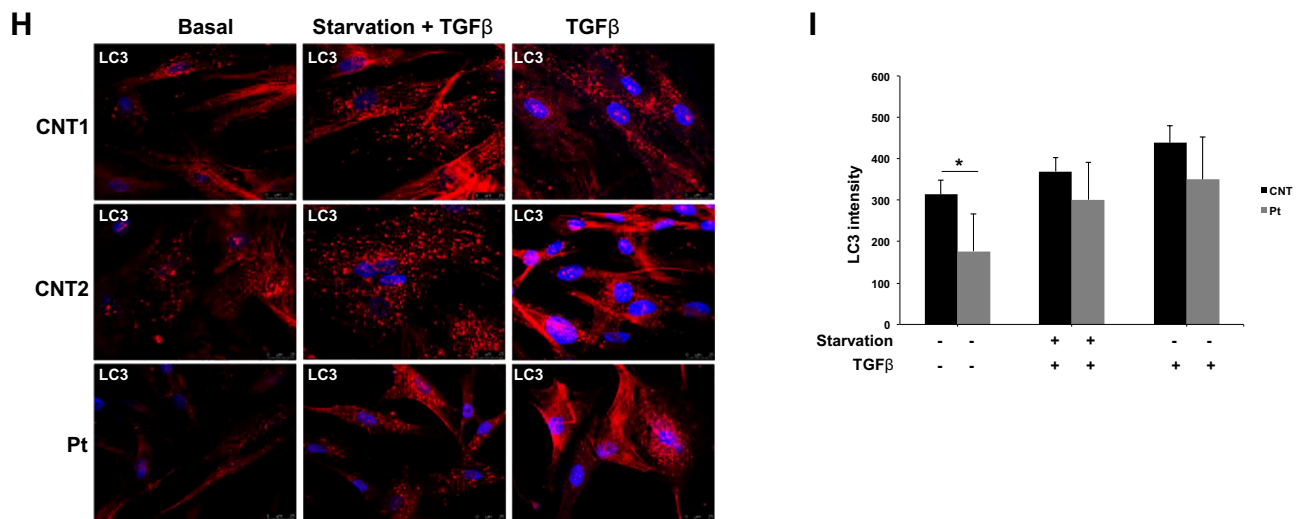 H
Basal
Starvation + TGFβ
TGFβ
CNT1
LC3
LC3
LC3
CNT2
LC3
LC3
LC3
Pt
LC3
LC3
LC3
I
600
500
400
300
200
100
0
LC3 intensity
*
CNT
Pt
Starvation - - + + - -
TGFβ - - + + + +